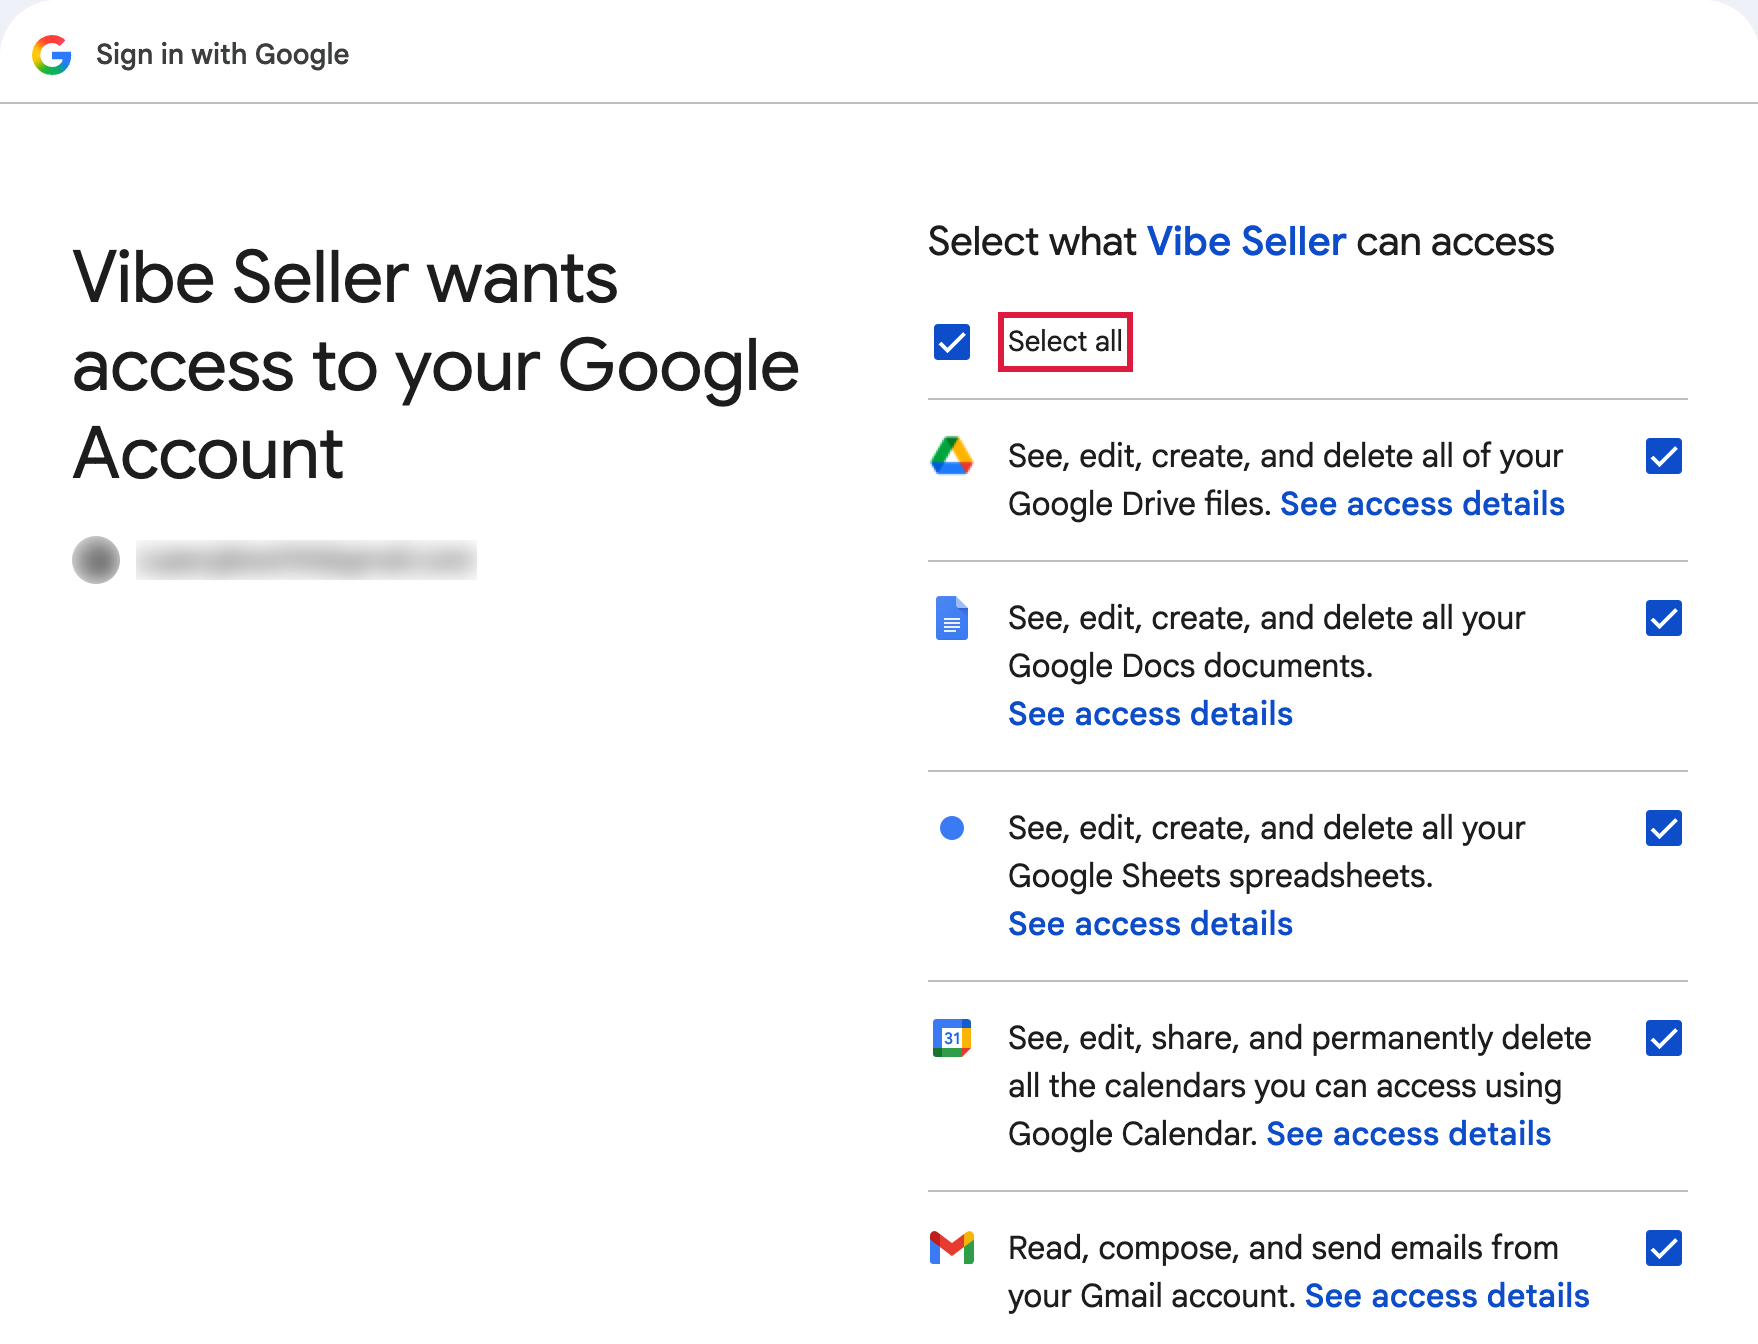 Sign in with Google
Vibe Seller wants
access to your Google
Account
Select what Vibe Seller can access
Select all
See, edit, create, and delete all of your
Google Drive files. See access details
See, edit, create, and delete all your
Google Docs documents.
See access details
See, edit, create, and delete all your
Google Sheets spreadsheets.
See access details
31
See, edit, share, and permanently delete
all the calendars you can access using
Google Calendar. See access details
Read, compose, and send emails from
your Gmail account. See access details